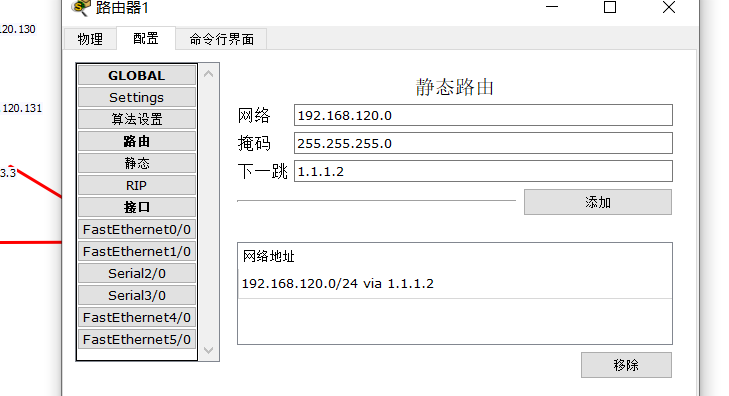 路由器1
120.130
120.131
3.3
物理
配置
命令行界面
GLOBAL
Settings
算法设置
路由
静态
RIP
接口
FastEthernet0/0
FastEthernet1/0
Serial2/0
Serial3/0
FastEthernet4/0
FastEthernet5/0
静态路由
网络 192.168.120.0
掩码 255.255.255.0
下一跳 1.1.1.2
添加
网络地址
192.168.120.0/24 via 1.1.1.2
移除